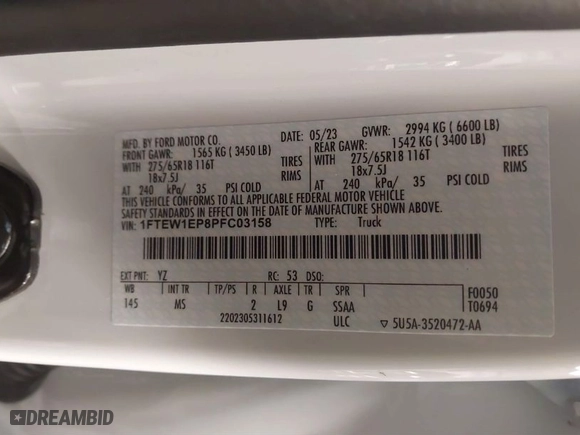 MFD. BY FORD MOTOR CO.
DATE: 05/23 GVWR: 2994 KG ( 6600 LB)
FRONT GAWR: 1565 KG ( 3450 LB)
REAR GAWR: 1542 KG ( 3400 LB)
WITH 275/65R18 116T TIRES
WITH 275/65R18 116T TIRES
18x7.5J RIMS
18x7.5J RIMS
AT 240 kPa/ 35 PSI COLD
AT 240 kPa/ 35 PSI COLD
THIS VEHICLE CONFORMS TO ALL APPLICABLE FEDERAL MOTOR VEHICLE
SAFETY STANDARDS IN EFFECT ON THE DATE OF MANUFACTURE SHOWN ABOVE.
VIN: 1FTEW1EP8PFC03158 TYPE: Truck
EXT PNT: YZ RC: 53 DSO:
WB INT TR TP/PS R AXLE TR SPR F0050
145 MS 2 L9 G SSAA T0694
2202305311612 ULC ▽ 5U5A-3520472-AA
DREAMBID